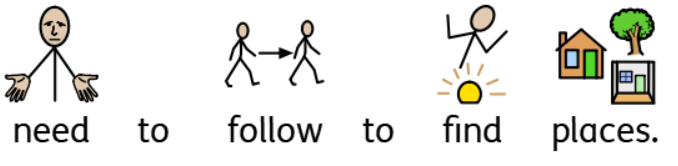 need to follow to find places.